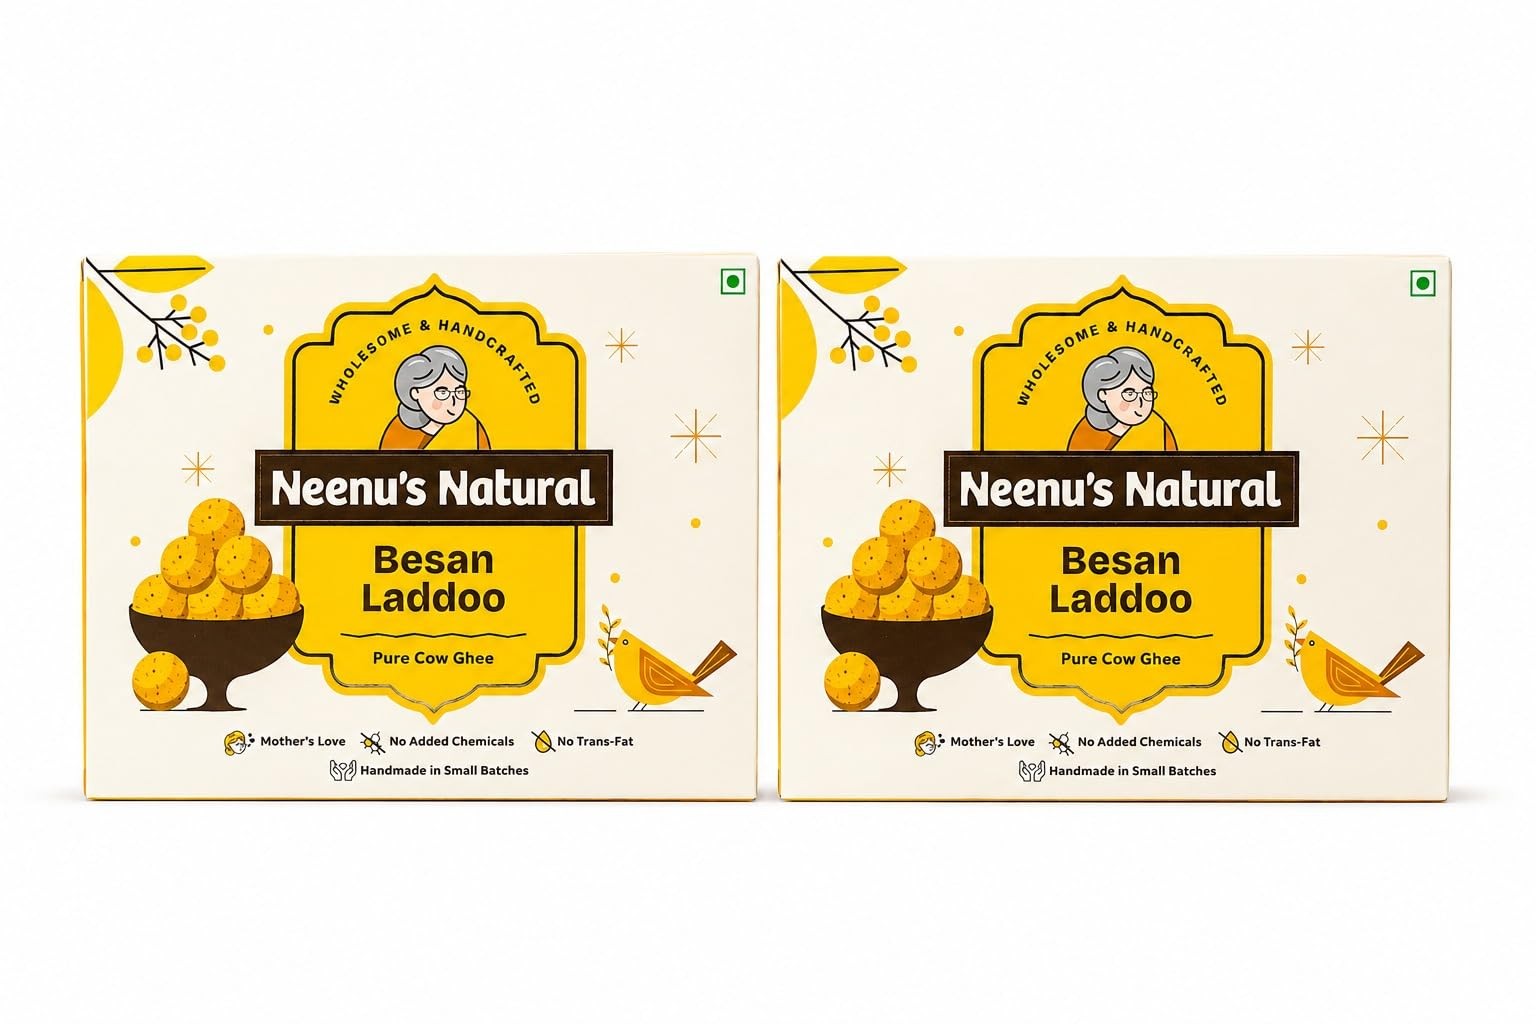 WHOLESOME & HANDCRAFTED
Neenu's Natural
Besan
Laddoo
Pure Cow Ghee
Mother's Love No Added Chemicals No Trans-Fat
Handmade in Small Batches
WHOLESOME & HANDCRAFTED
Neenu's Natural
Besan
Laddoo
Pure Cow Ghee
Mother's Love No Added Chemicals No Trans-Fat
Handmade in Small Batches